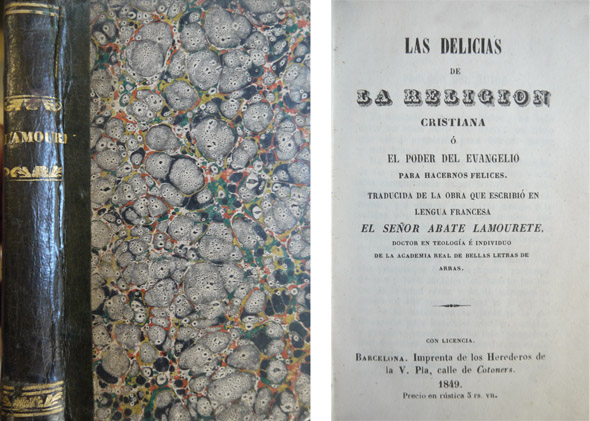 L'AMOURE
LAS DELICIAS
DE
LA RELIGION
CRISTIANA
ó
EL PODER DEL EVANGELIO
PARA HACERNOS FELICES.
TRADUCIDA DE LA OBRA QUE ESCRIBIÓ EN
LENGUA FRANCESA
EL SEÑOR ABATE LAMOURETE,
DOCTOR EN TEOLOGÍA É INDIVIDUO
DE LA ACADEMIA REAL DE BELLAS LETRAS DE
ARRAS.
CON LICENCIA.
BARCELONA. Imprenta de los Herederos de
la V. Pla, calle de Cotoners.
1849.
Precio en rústica 5 rs. vn.